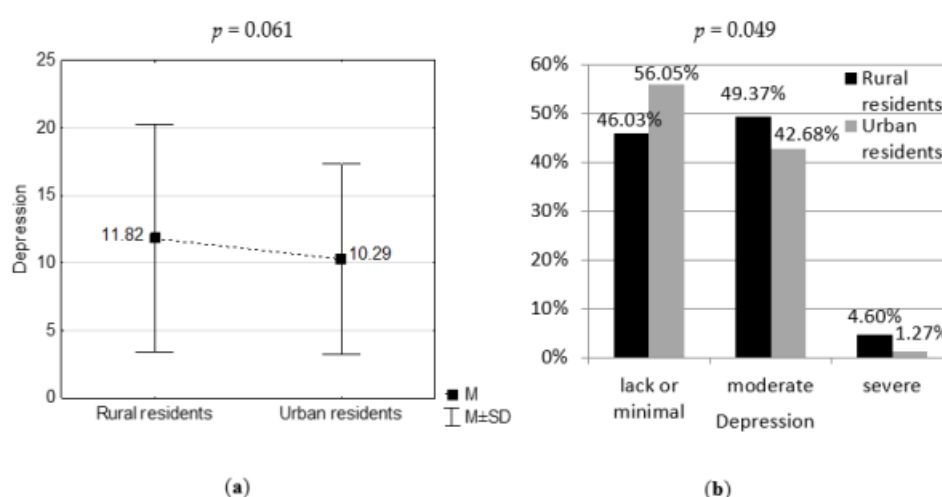 p = 0.061
25
20
15
10
5
0
Depression
11.82
10.29
Rural residents
Urban residents
M
M±SD
(a)
p = 0.049
60%
50%
40%
30%
20%
10%
0%
46.03%
56.05%
49.37%
42.68%
4.60%
1.27%
Rural
residents
Urban
residents
lack or
minimal
moderate
severe
Depression
(b)